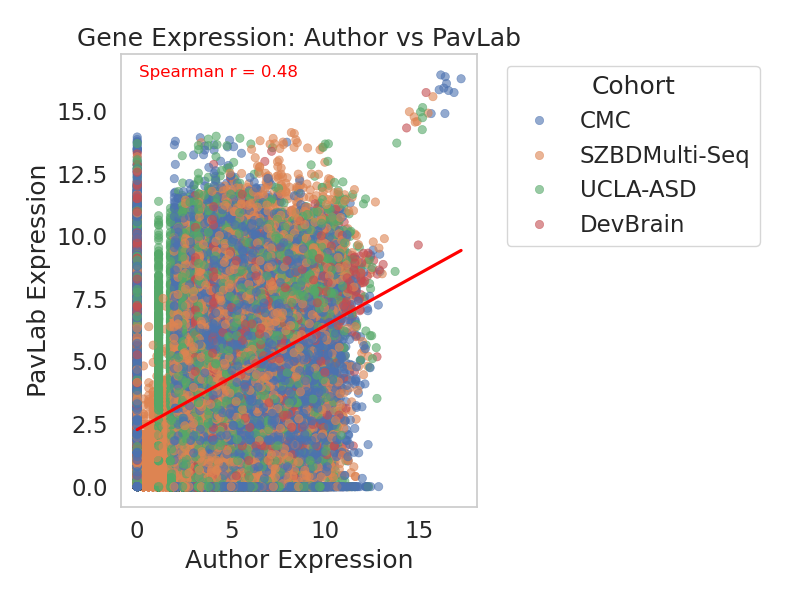 Gene Expression: Author vs PavLab
Spearman r = 0.48
PavLab Expression
15.0
12.5
10.0
7.5
5.0
2.5
0.0
0
5
10
15
Author Expression
Cohort
CMC
SZBDMulti-Seq
UCLA-ASD
DevBrain